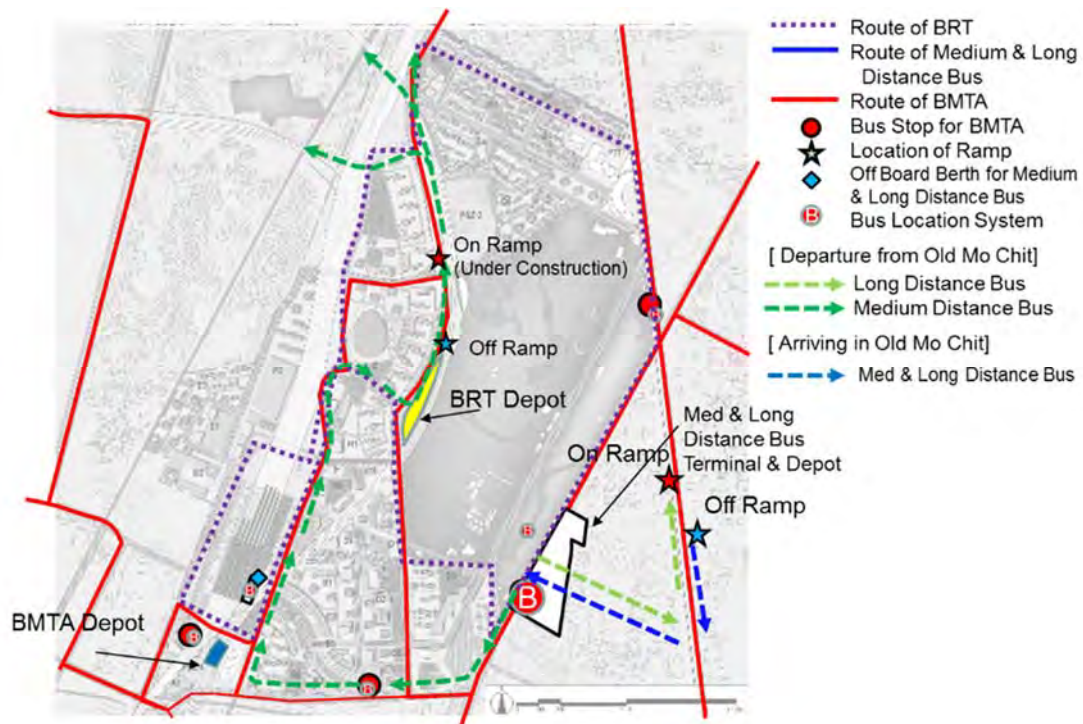 Route of BRT
Route of Medium & Long
Distance Bus
Route of BMTA
Bus Stop for BMTA
Location of Ramp
Off Board Berth for Medium
& Long Distance Bus
B Bus Location System
[ Departure from Old Mo Chit]
Long Distance Bus
Medium Distance Bus
[ Arriving in Old Mo Chit]
Med & Long Distance Bus
On Ramp
(Under Construction)
Off Ramp
BRT Depot
Med & Long
Distance Bus
Terminal & Depot
On Ramp
Off Ramp
B
B
B
B
BMTA Depot
B
B